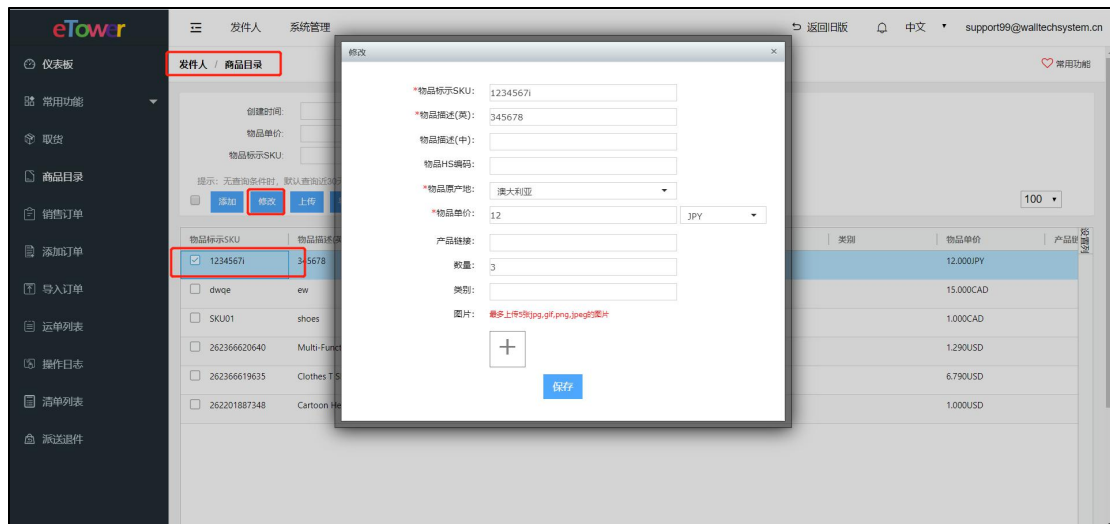 eTower
发件人 系统管理
返回旧版 中文 support99@walltechsystem.cn
仪表板
常用功能
取货
商品目录
销售订单
添加订单
导入订单
运单列表
操作日志
清单列表
派送退件
发件人 / 商品目录
常用功能
创建时间:
物品单价:
物品标示SKU:
提示: 无查询条件时, 默认查询近30
添加 修改 上传
100
物品标示SKU 物品描述 类别 物品单价 产品链
设置列
1234567i 345678 12.000JPY
dwqe ew 15.000CAD
SKU01 shoes 1.000CAD
262366620640 Multi-Funct 1.290USD
262366619635 Clothes T S 6.790USD
262201887348 Cartoon He 1.000USD
修改 ×
*物品标示SKU: 1234567i
*物品描述(英): 345678
物品描述(中):
物品HS编码:
*物品原产地: 澳大利亚
*物品单价: 12 JPY
产品链接:
数量: 3
类别:
图片: 最多上传5张jpg,gif,png,jpeg的图片
保存